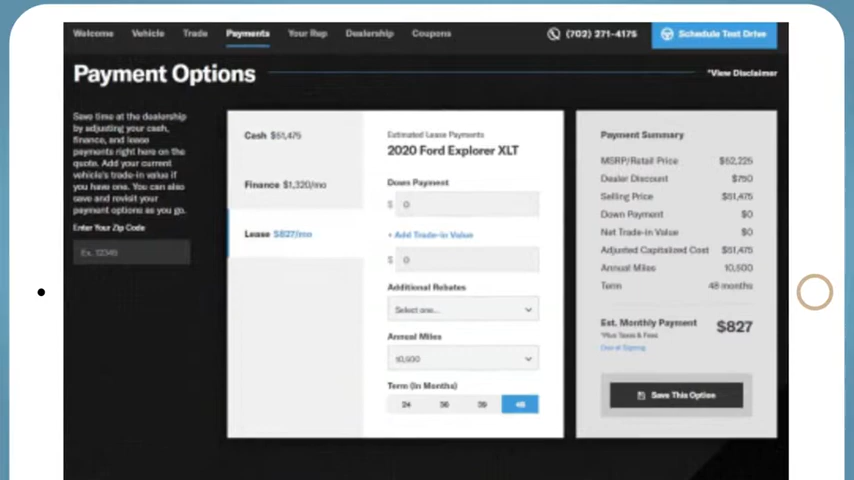 Welcome Vehicle Trade Payments Your Rep Dealership Coupons (702) 271-4175 Schedule Test Drive
Payment Options
*View Disclaimer
Save time at the dealership
by adjusting your cash,
finance, and lease
payments right here on the
quote. Add your current
vehicle's trade-in value if
you have one. You can also
save and revisit your
payment options as you go.
Enter Your Zip Code
Ex. 12345
Cash $51,475
Finance $1,320/mo
Lease $827/mo
Estimated Lease Payments
2020 Ford Explorer XLT
Down Payment
$ 0
+ Add Trade-in Value
$ 0
Additional Rebates
Select one...
Annual Miles
10,500
Term (In Months)
24 36 39 48
Payment Summary
MSRP/Retail Price $52,225
Dealer Discount $750
Selling Price $51,475
Down Payment $0
Net Trade-in Value $0
Adjusted Capitalized Cost $51,475
Annual Miles 10,500
Term 48 months
Est. Monthly Payment $827
*Plus Taxes & Fees
Due at Signing
Save This Option